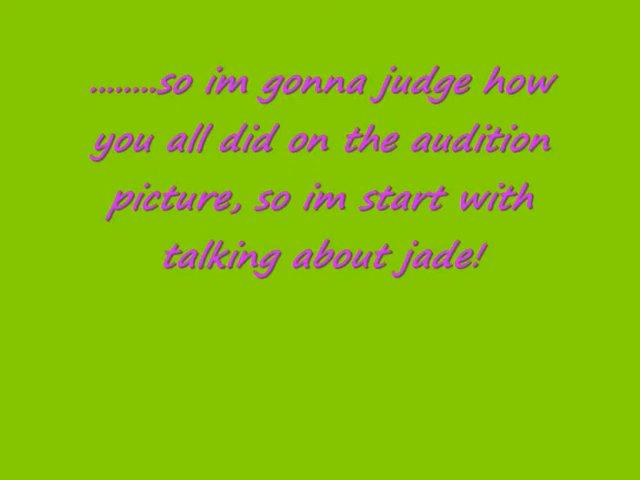 ........so im gonna judge how
you all did on the audition
picture, so im start with
talking about jade!